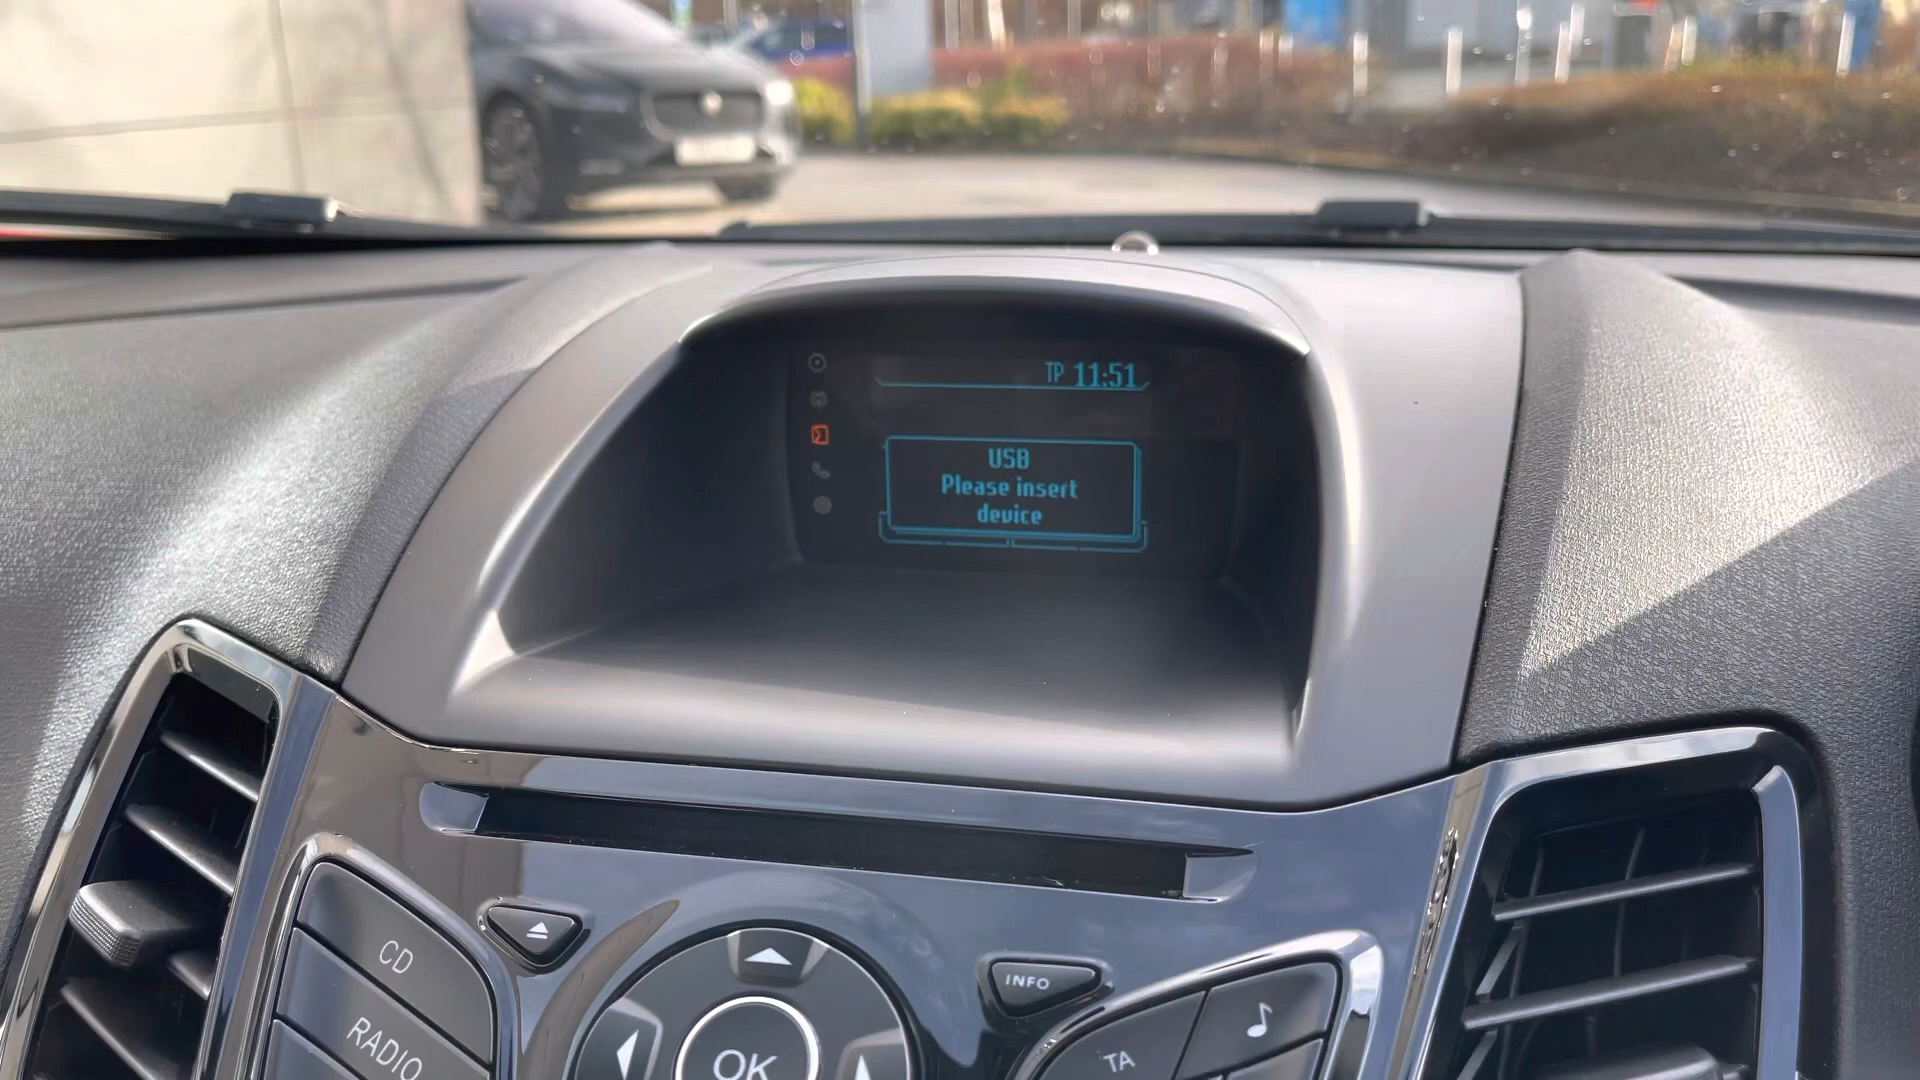 TP 11:51
USB
Please insert
device
CD
INFO
RADIO
OK
TA